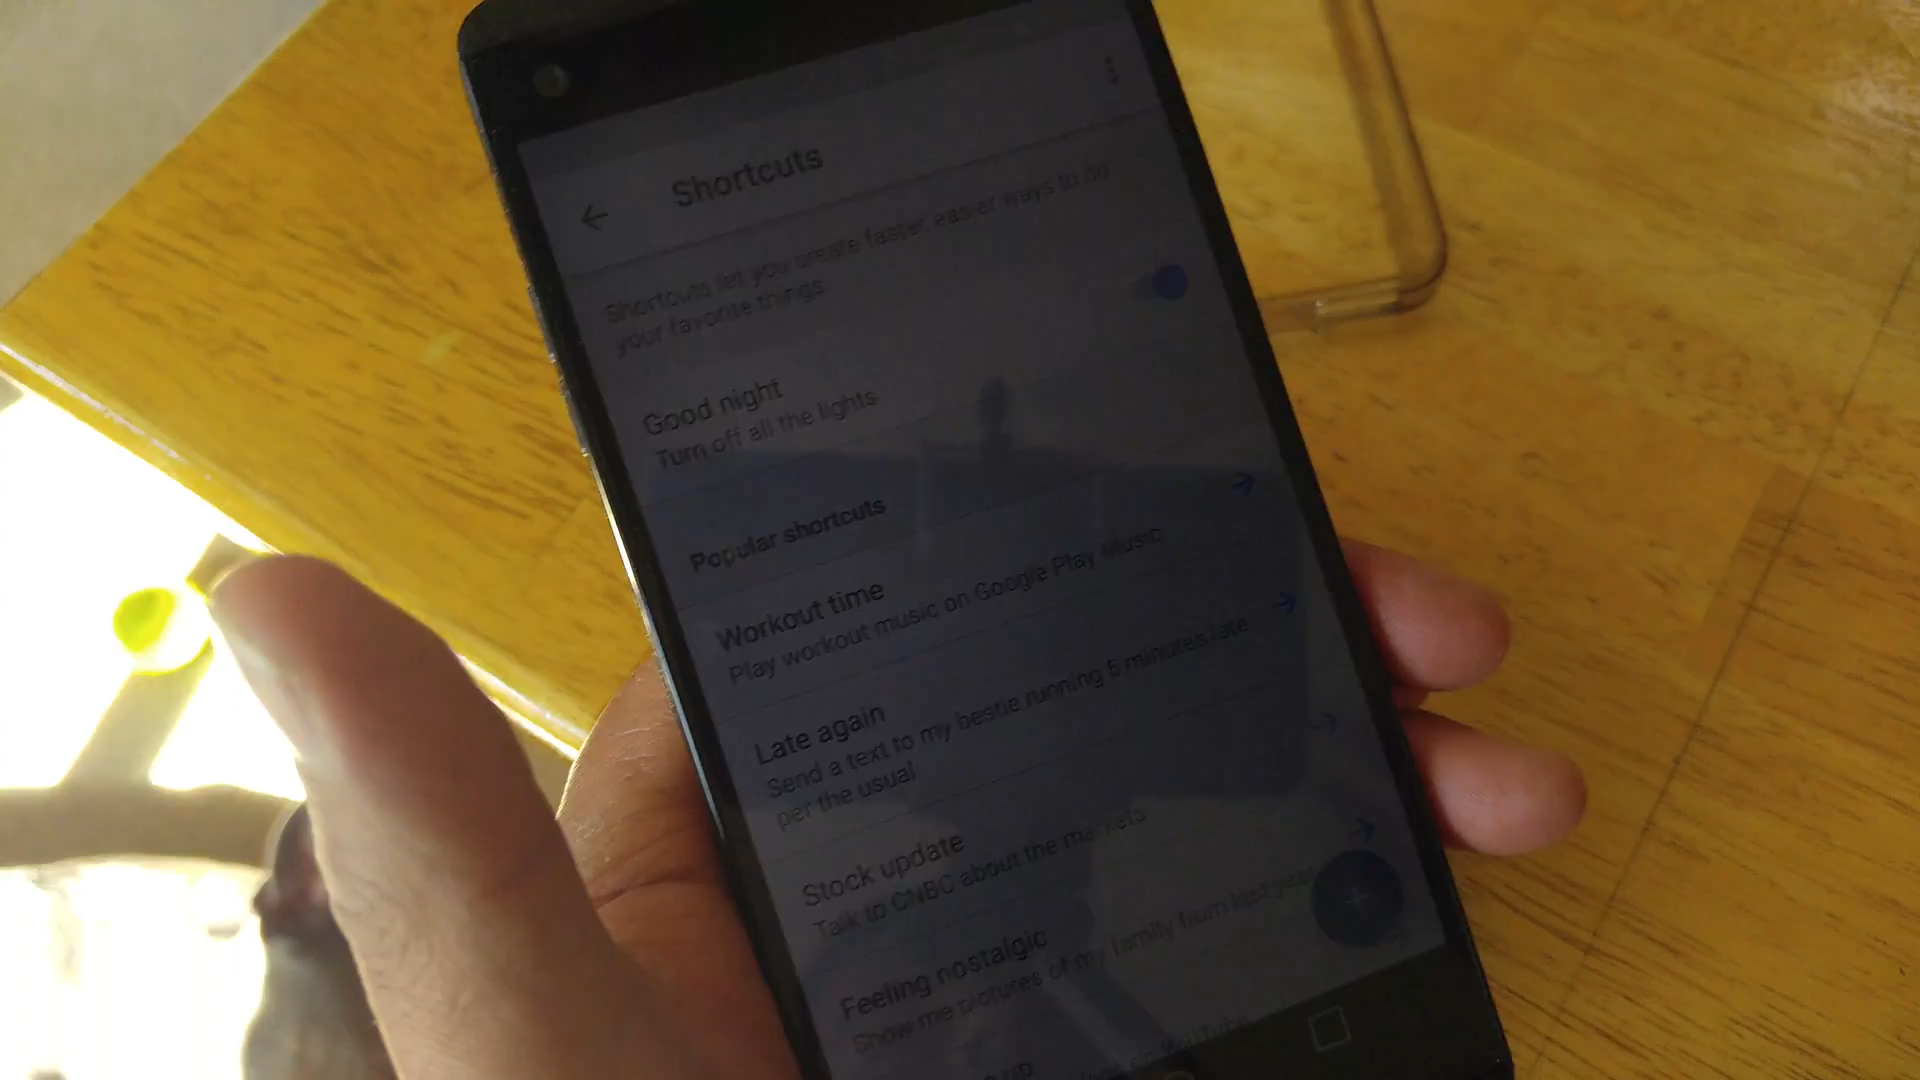 Shortcuts
Shortcuts let you create faster, easier ways to do
your favorite things
Good night
Turn off all the lights
Popular shortcuts
Workout time
Play workout music on Google Play Music
Late again
Send a text to my bestie running 5 minutes late
per the usual
Stock update
Talk to CNBC about the markets
Feeling nostalgic
Show me pictures of my family from last year
up
on YouTube